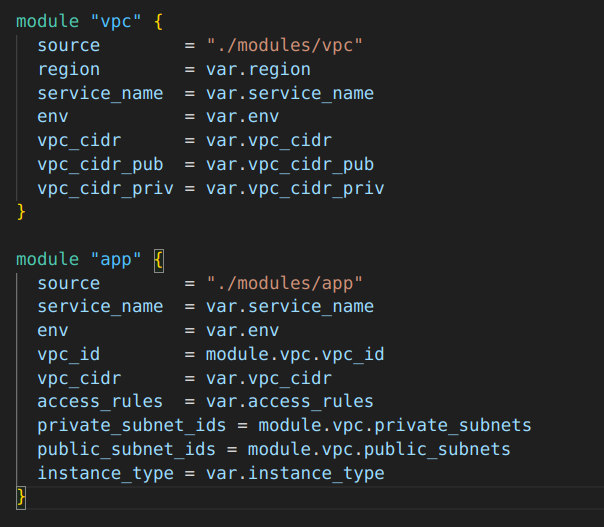 module "vpc" {
  source        = "./modules/vpc"
  region        = var.region
  service_name  = var.service_name
  env           = var.env
  vpc_cidr      = var.vpc_cidr
  vpc_cidr_pub  = var.vpc_cidr_pub
  vpc_cidr_priv = var.vpc_cidr_priv
}

module "app" {
  source        = "./modules/app"
  service_name  = var.service_name
  env           = var.env
  vpc_id        = module.vpc.vpc_id
  vpc_cidr      = var.vpc_cidr
  access_rules  = var.access_rules
  private_subnet_ids = module.vpc.private_subnets
  public_subnet_ids = module.vpc.public_subnets
  instance_type = var.instance_type
}